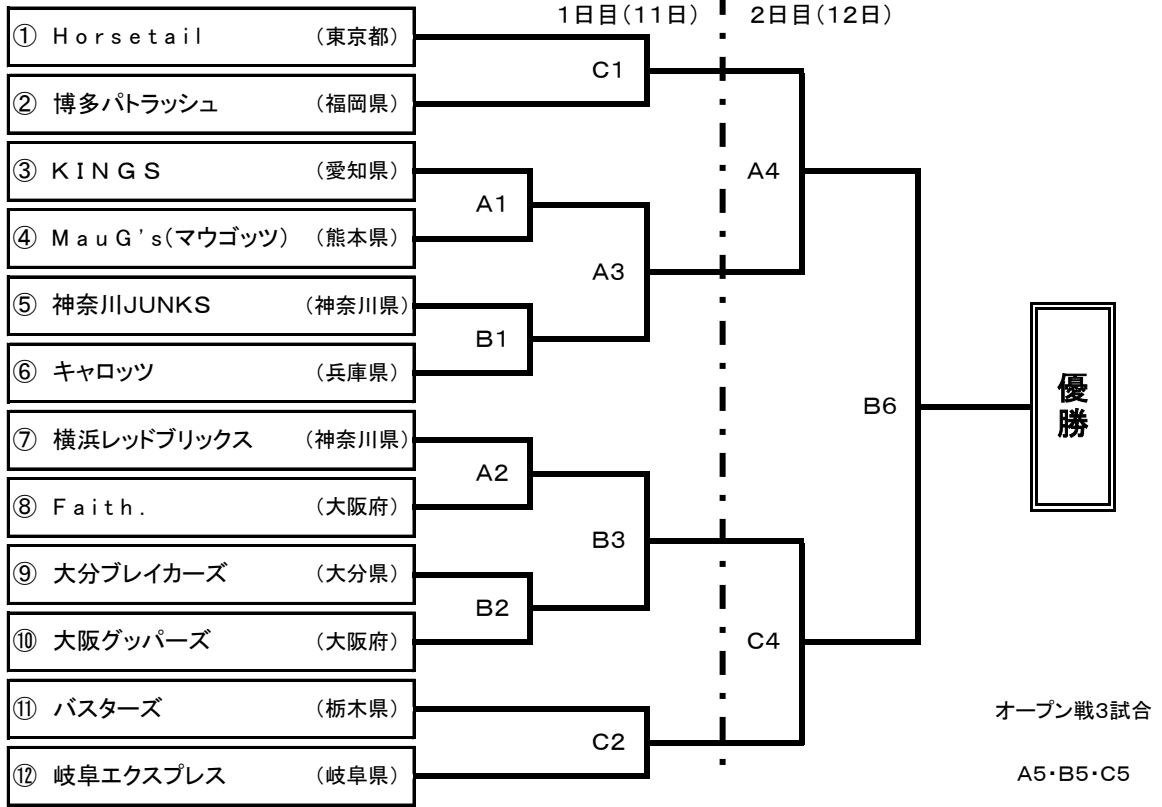 1日目(11日) 2日目(12日)
① Horsetail (東京都)
C1
② 博多パトラッシュ (福岡県)
③ KINGS (愛知県)
A4
A1
④ MauG's(マウゴッツ) (熊本県)
A3
⑤ 神奈川JUNKS (神奈川県)
B1
⑥ キャロッツ (兵庫県)
B6
優勝
⑦ 横浜レッドブリックス (神奈川県)
A2
⑧ Faith. (大阪府)
B3
⑨ 大分ブレイカーズ (大分県)
B2
⑩ 大阪グッパーズ (大阪府)
C4
⑪ バスターズ (栃木県)
オープン戦3試合
C2
⑫ 岐阜エクスプレス (岐阜県)
A5・B5・C5